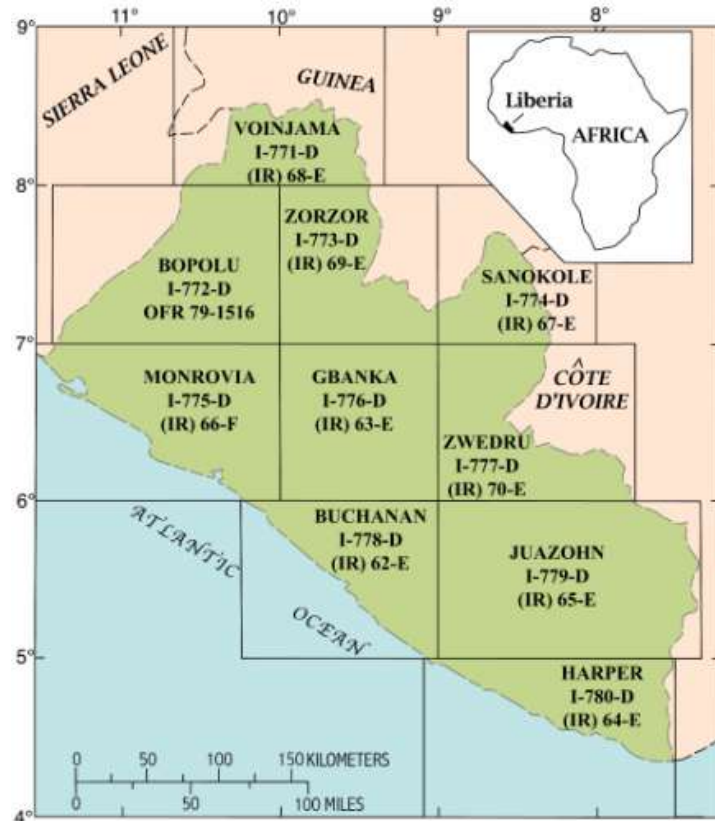 11° 10° 9° 8°
9°
SIERRA LEONE
GUINEA
Liberia
AFRICA
VOINJAMA
I-771-D
(IR) 68-E
8°
ZORZOR
I-773-D
(IR) 69-E
BOPOLU
I-772-D
OFR 79-1516
SANOKOLE
I-774-D
(IR) 67-E
7°
MONROVIA
I-775-D
(IR) 66-F
GBANKA
I-776-D
(IR) 63-E
CÔTE
D'IVOIRE
ZWEDRU
I-777-D
(IR) 70-E
6°
ATLANTIC
OCEAN
BUCHANAN
I-778-D
(IR) 62-E
JUAZOHN
I-779-D
(IR) 65-E
5°
HARPER
I-780-D
(IR) 64-E
0 50 100 150 KILOMETERS
0 50 100 MILES
4°